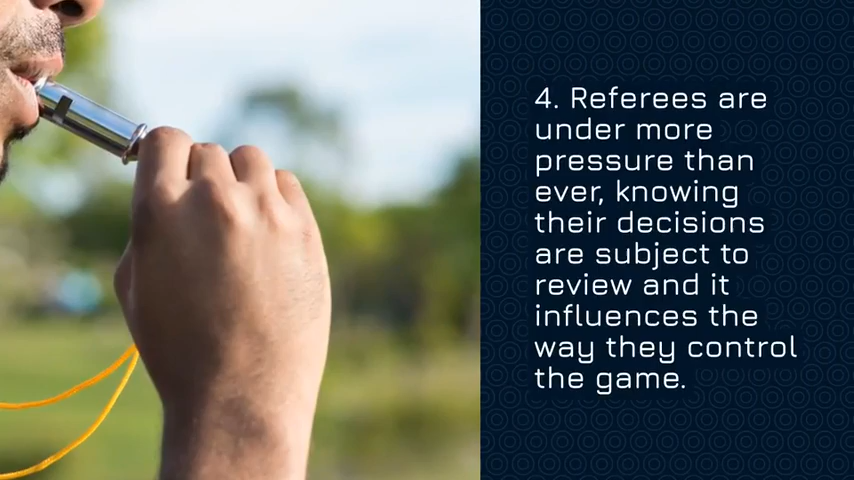 4. Referees are
under more
pressure than
ever, knowing
their decisions
are subject to
review and it
influences the
way they control
the game.